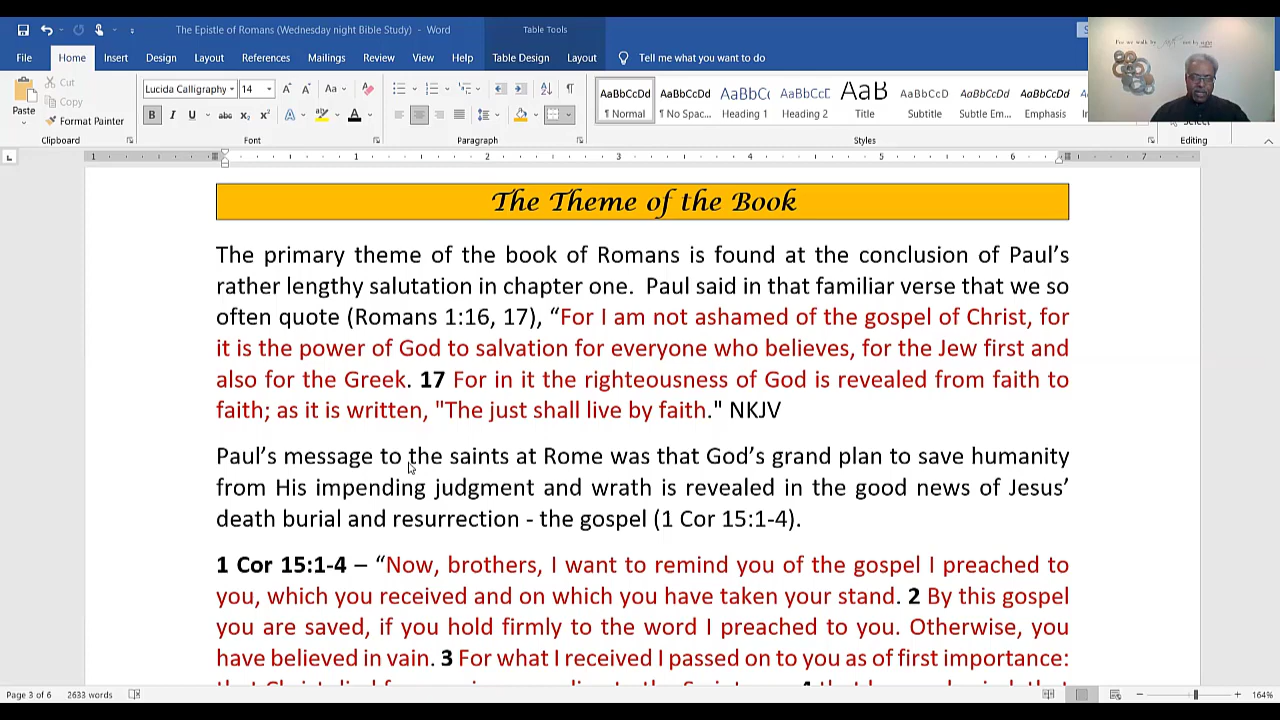 The Epistle of Romans (Wednesday night Bible Study) - Word
Table Tools
File Home Insert Design Layout References Mailings Review View Help Table Design Layout Tell me what you want to do
Cut
Copy
Paste
Format Painter
Lucida Calligraphy 14
AaBbCcDd AaBbCcDd AaBbC AaBbCcD AaB AaBbCcD AaBbCcDd AaBbCcDd
¶ Normal ¶ No Spac... Heading 1 Heading 2 Title Subtitle Subtle Em... Emphasis
Clipboard Font Paragraph Styles Editing
The Theme of the Book
The primary theme of the book of Romans is found at the conclusion of Paul’s
rather lengthy salutation in chapter one. Paul said in that familiar verse that we so
often quote (Romans 1:16, 17), “For I am not ashamed of the gospel of Christ, for
it is the power of God to salvation for everyone who believes, for the Jew first and
also for the Greek. 17 For in it the righteousness of God is revealed from faith to
faith; as it is written, "The just shall live by faith." NKJV
Paul’s message to the saints at Rome was that God’s grand plan to save humanity
from His impending judgment and wrath is revealed in the good news of Jesus’
death burial and resurrection - the gospel (1 Cor 15:1-4).
1 Cor 15:1-4 – “Now, brothers, I want to remind you of the gospel I preached to
you, which you received and on which you have taken your stand. 2 By this gospel
you are saved, if you hold firmly to the word I preached to you. Otherwise, you
have believed in vain. 3 For what I received I passed on to you as of first importance:
Page 3 of 6 2633 words
164%